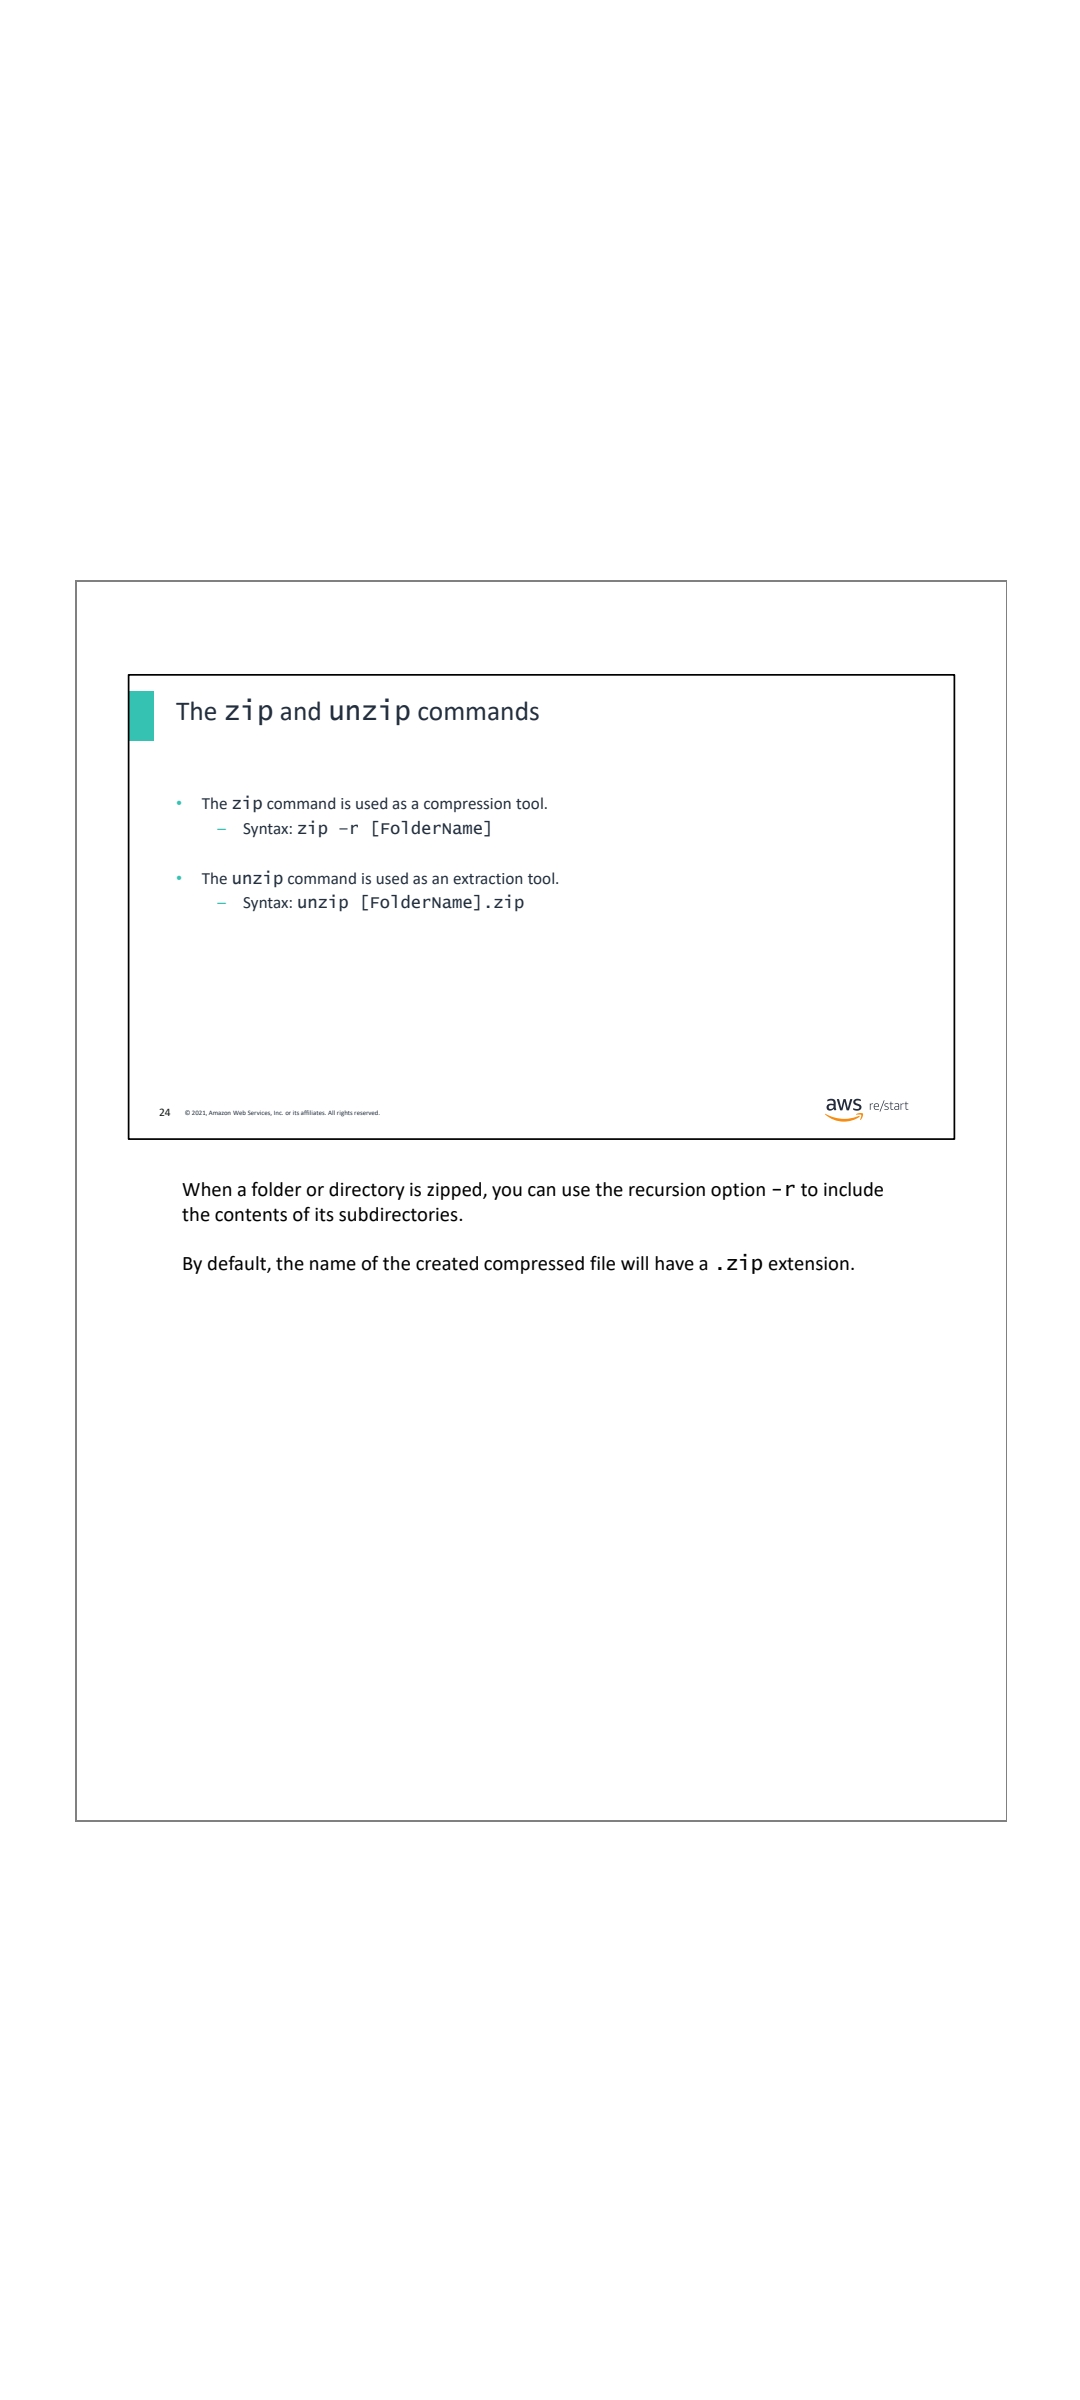 The zip and unzip commands
• The zip command is used as a compression tool.
– Syntax: zip –r [FolderName]
• The unzip command is used as an extraction tool.
– Syntax: unzip [FolderName].zip
24 © 2021, Amazon Web Services, Inc. or its affiliates. All rights reserved.
aws re/start
When a folder or directory is zipped, you can use the recursion option –r to include
the contents of its subdirectories.
By default, the name of the created compressed file will have a .zip extension.